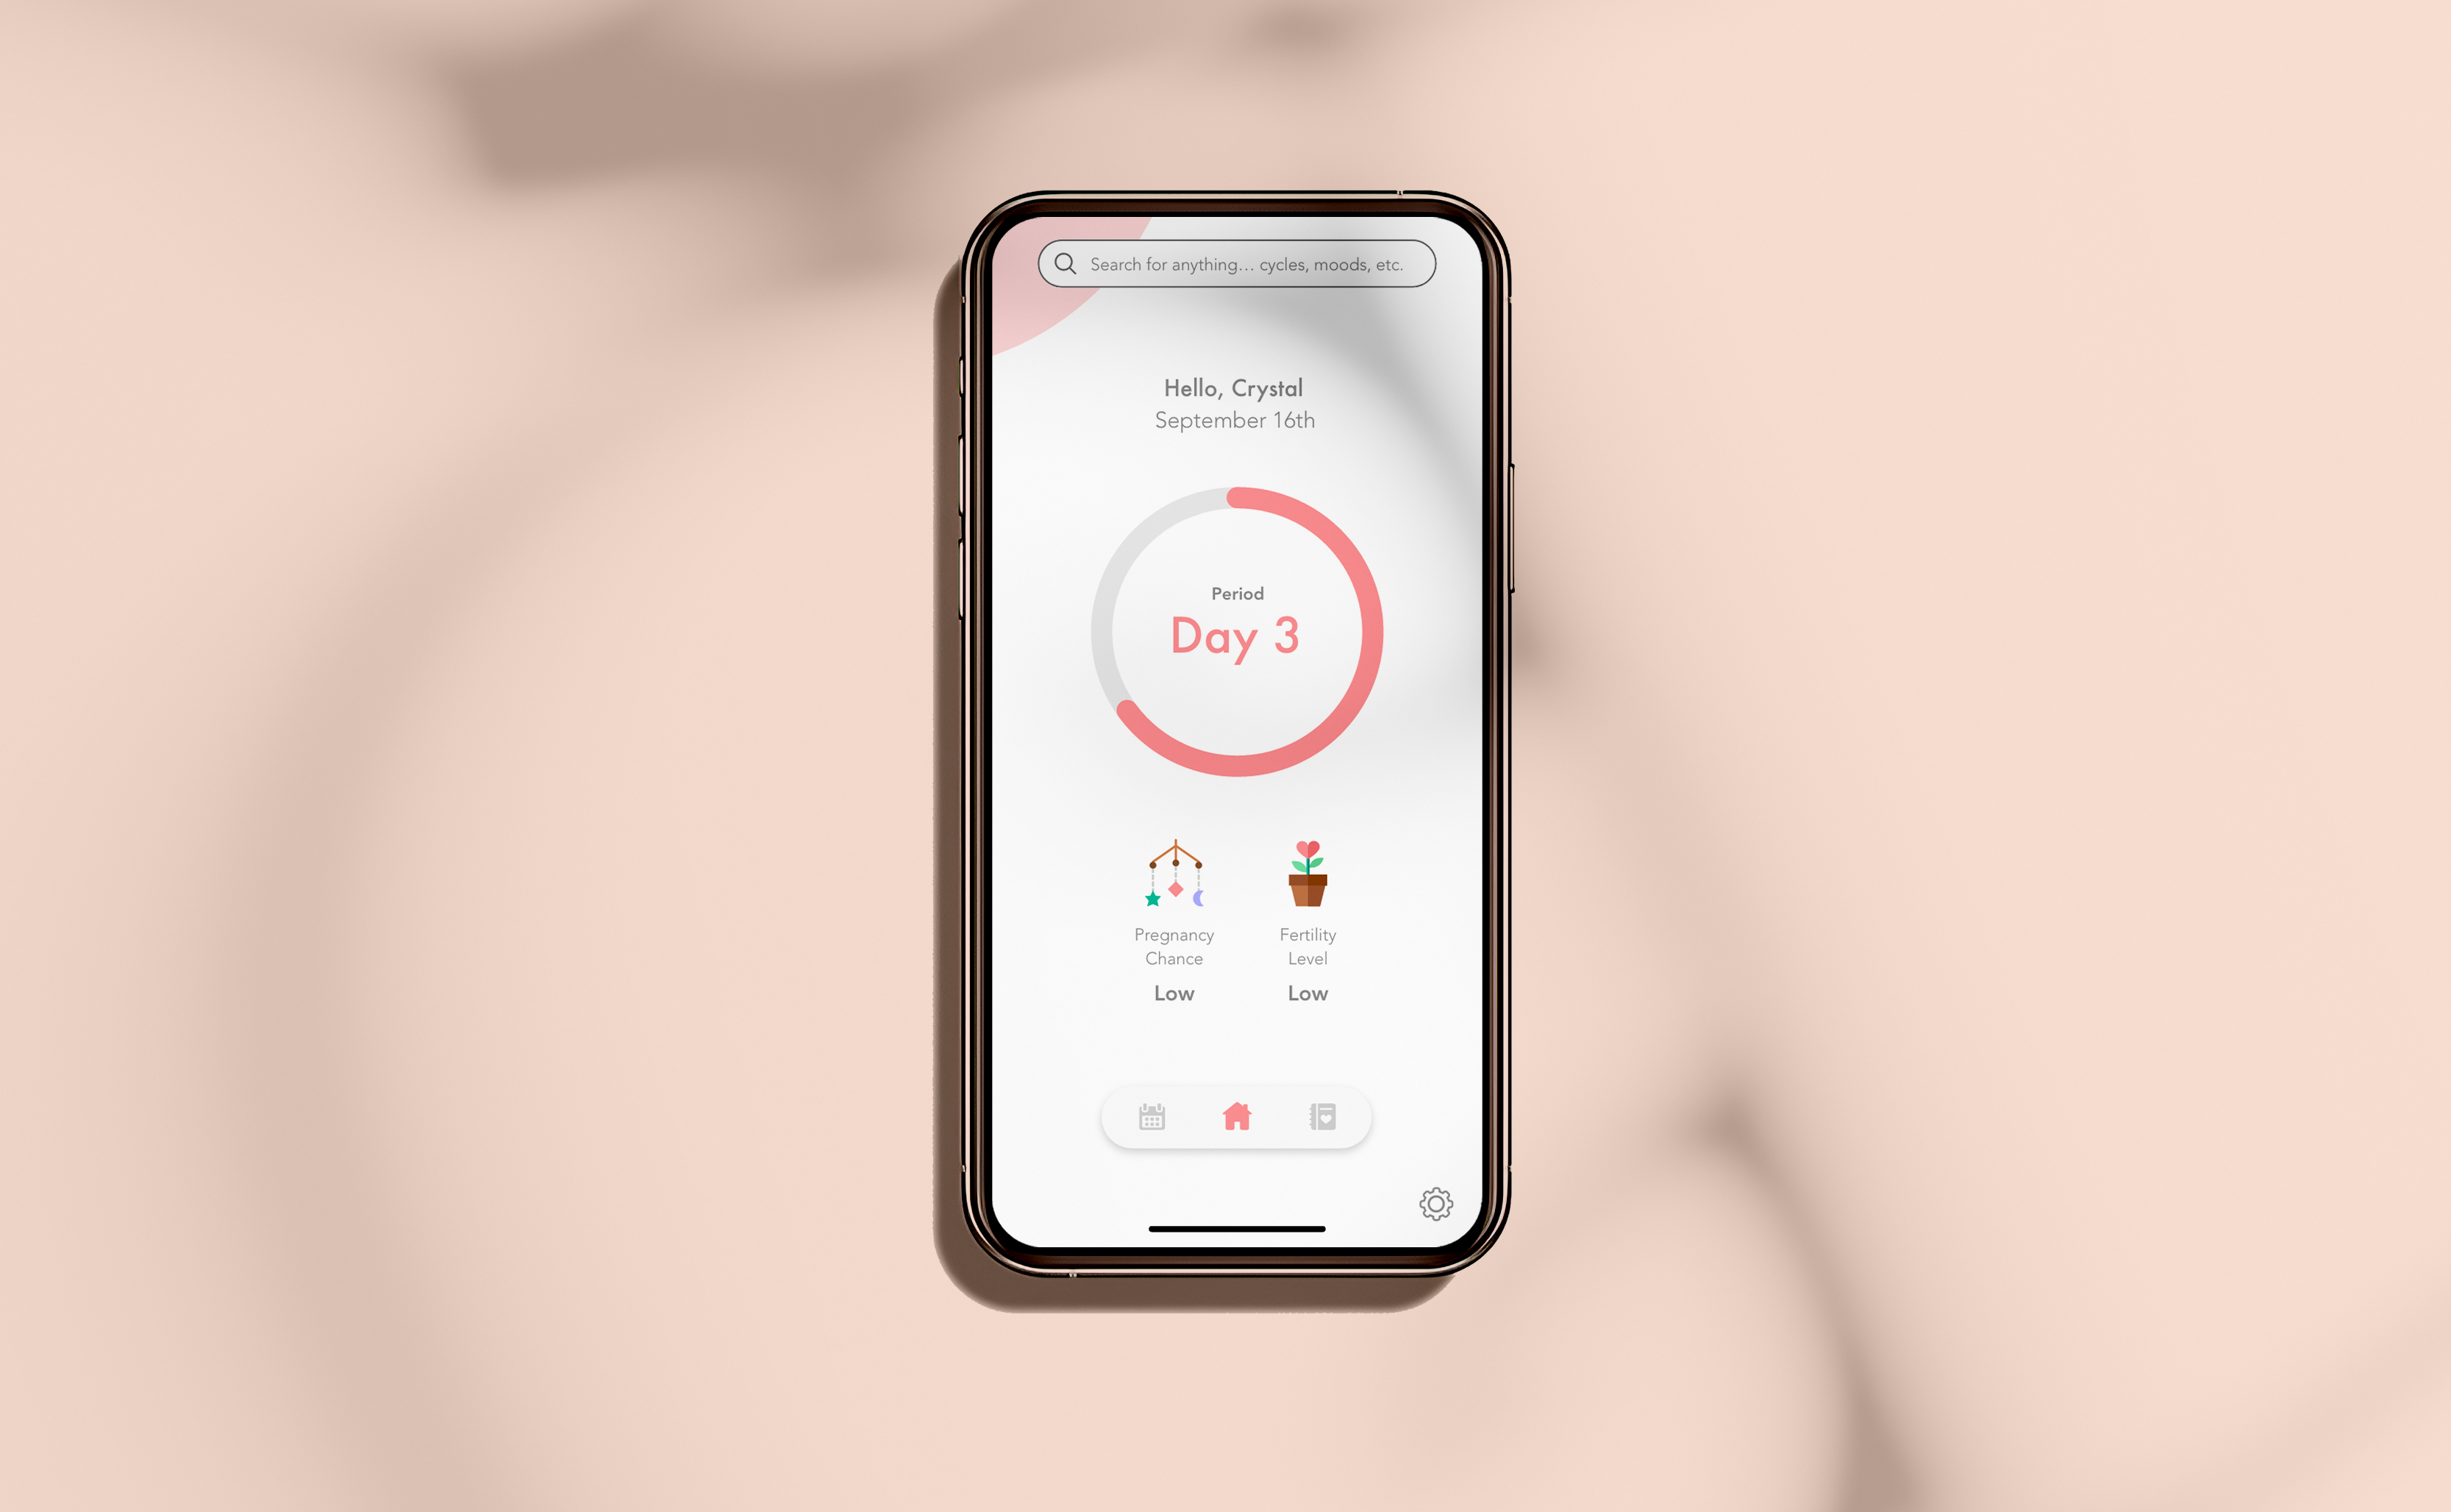 Search for anything... cycles, moods, etc.
Hello, Crystal
September 16th
Period
Day 3
Pregnancy
Chance
Low
Fertility
Level
Low